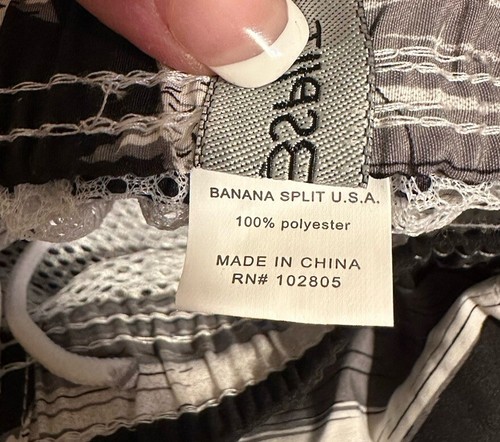 BANANA SPLIT U.S.A.
100% polyester
MADE IN CHINA
RN# 102805